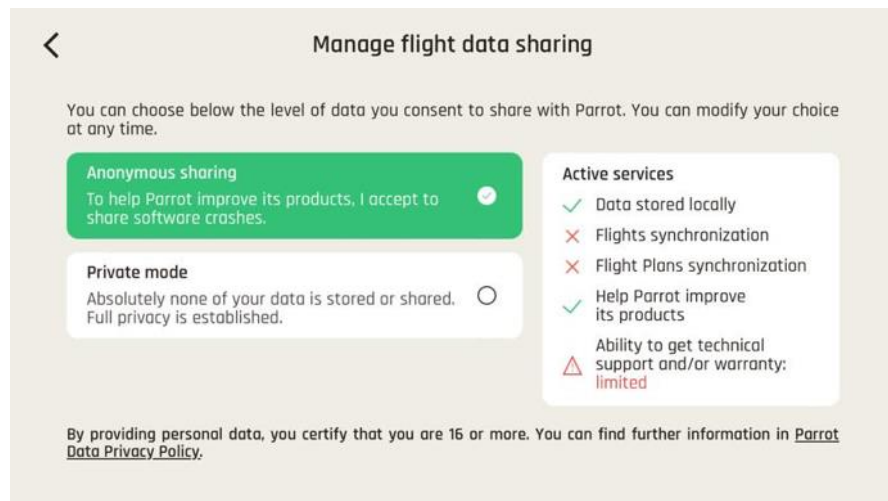 Manage flight data sharing
You can choose below the level of data you consent to share with Parrot. You can modify your choice
at any time.
Anonymous sharing
To help Parrot improve its products, I accept to
share software crashes.
Private mode
Absolutely none of your data is stored or shared.
Full privacy is established.
Active services
Data stored locally
Flights synchronization
Flight Plans synchronization
Help Parrot improve
its products
Ability to get technical
support and/or warranty:
limited
By providing personal data, you certify that you are 16 or more. You can find further information in Parrot
Data Privacy Policy.